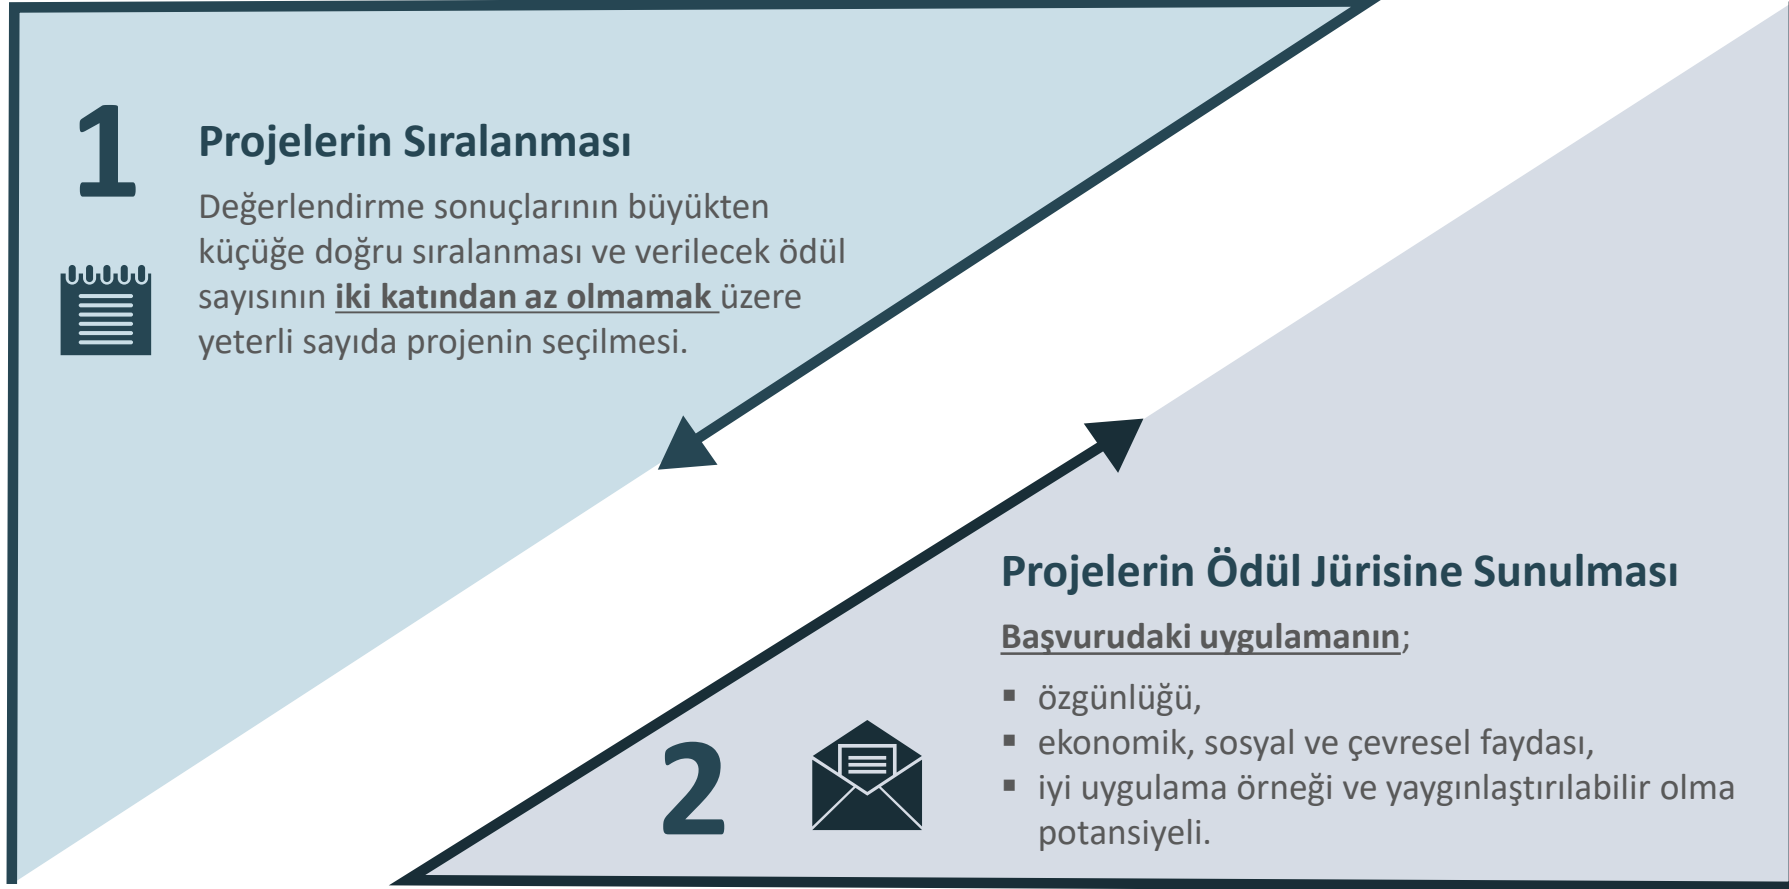 1
Projelerin Sıralanması
Değerlendirme sonuçlarının büyükten
küçüğe doğru sıralanması ve verilecek ödül
sayısının iki katından az olmamak üzere
yeterli sayıda projenin seçilmesi.
2
Projelerin Ödül Jürisine Sunulması
Başvurudaki uygulamanın;
▪ özgünlüğü,
▪ ekonomik, sosyal ve çevresel faydası,
▪ iyi uygulama örneği ve yaygınlaştırılabilir olma
potansiyeli.